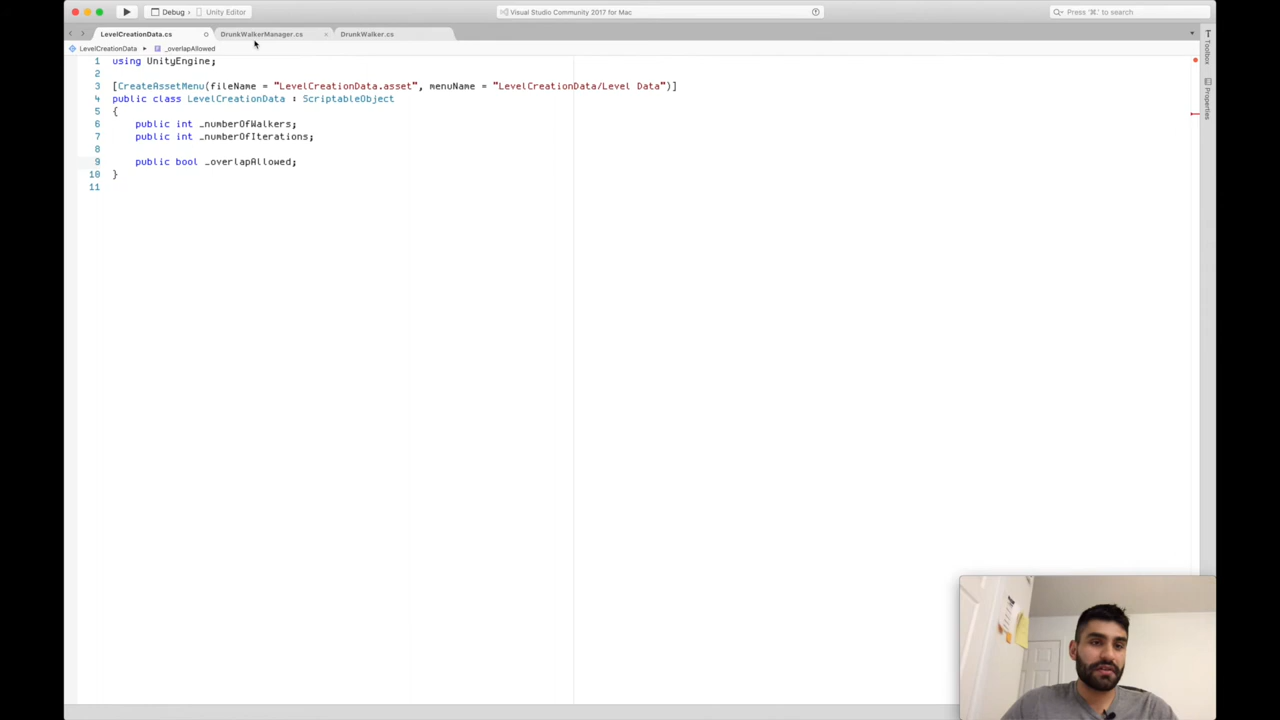 Debug › Unity Editor
Visual Studio Community 2017 for Mac
Press '⌘.' to search
LevelCreationData.cs
DrunkWalkerManager.cs
DrunkWalker.cs
LevelCreationData ▸ _overlapAllowed
1 using UnityEngine;
2
3 [CreateAssetMenu(fileName = "LevelCreationData.asset", menuName = "LevelCreationData/Level Data")]
4 public class LevelCreationData : ScriptableObject
5 {
6 public int _numberOfWalkers;
7 public int _numberOfIterations;
8
9 public bool _overlapAllowed;
10 }
11
Toolbox
Properties